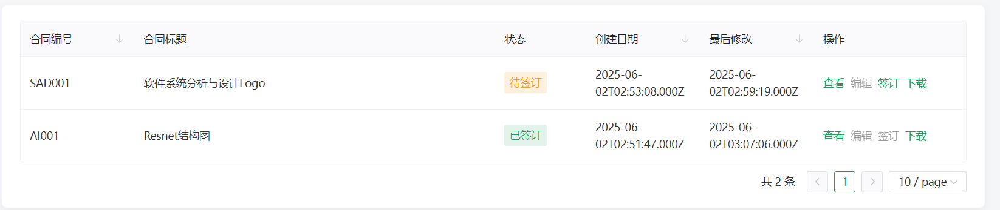 合同编号 合同标题 状态 创建日期 最后修改 操作
SAD001 软件系统分析与设计Logo 待签订 2025-06-02T02:53:08.000Z 2025-06-02T02:59:19.000Z 查看 编辑 签订 下载
AI001 Resnet结构图 已签订 2025-06-02T02:51:47.000Z 2025-06-02T03:07:06.000Z 查看 编辑 签订 下载
共 2 条 1 10 / page